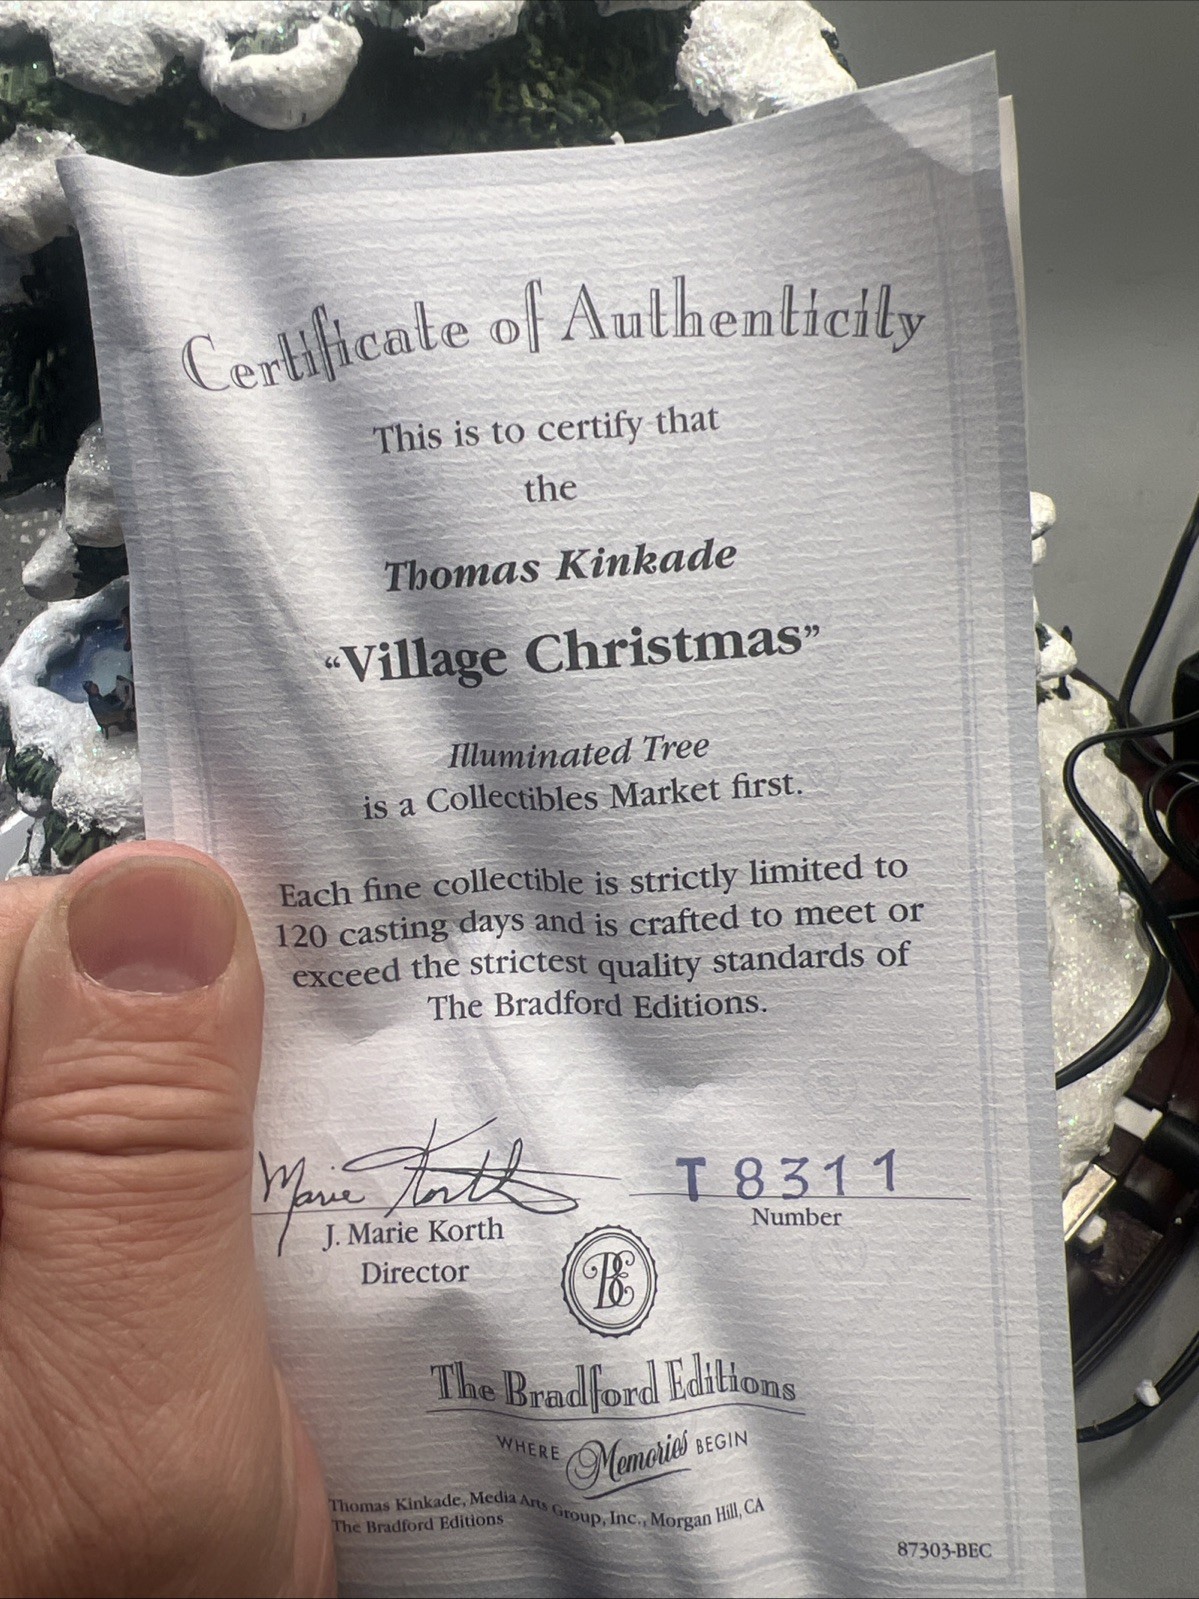 Certificate of Authenticity
This is to certify that
the
Thomas Kinkade
“Village Christmas”
Illuminated Tree
is a Collectibles Market first.
Each fine collectible is strictly limited to
120 casting days and is crafted to meet or
exceed the strictest quality standards of
The Bradford Editions.
Marie Korth
T 8311
J. Marie Korth
Number
Director
BE
The Bradford Editions
WHERE Memories BEGIN
Thomas Kinkade, Media Arts Group, Inc., Morgan Hill, CA
The Bradford Editions
87303-BEC